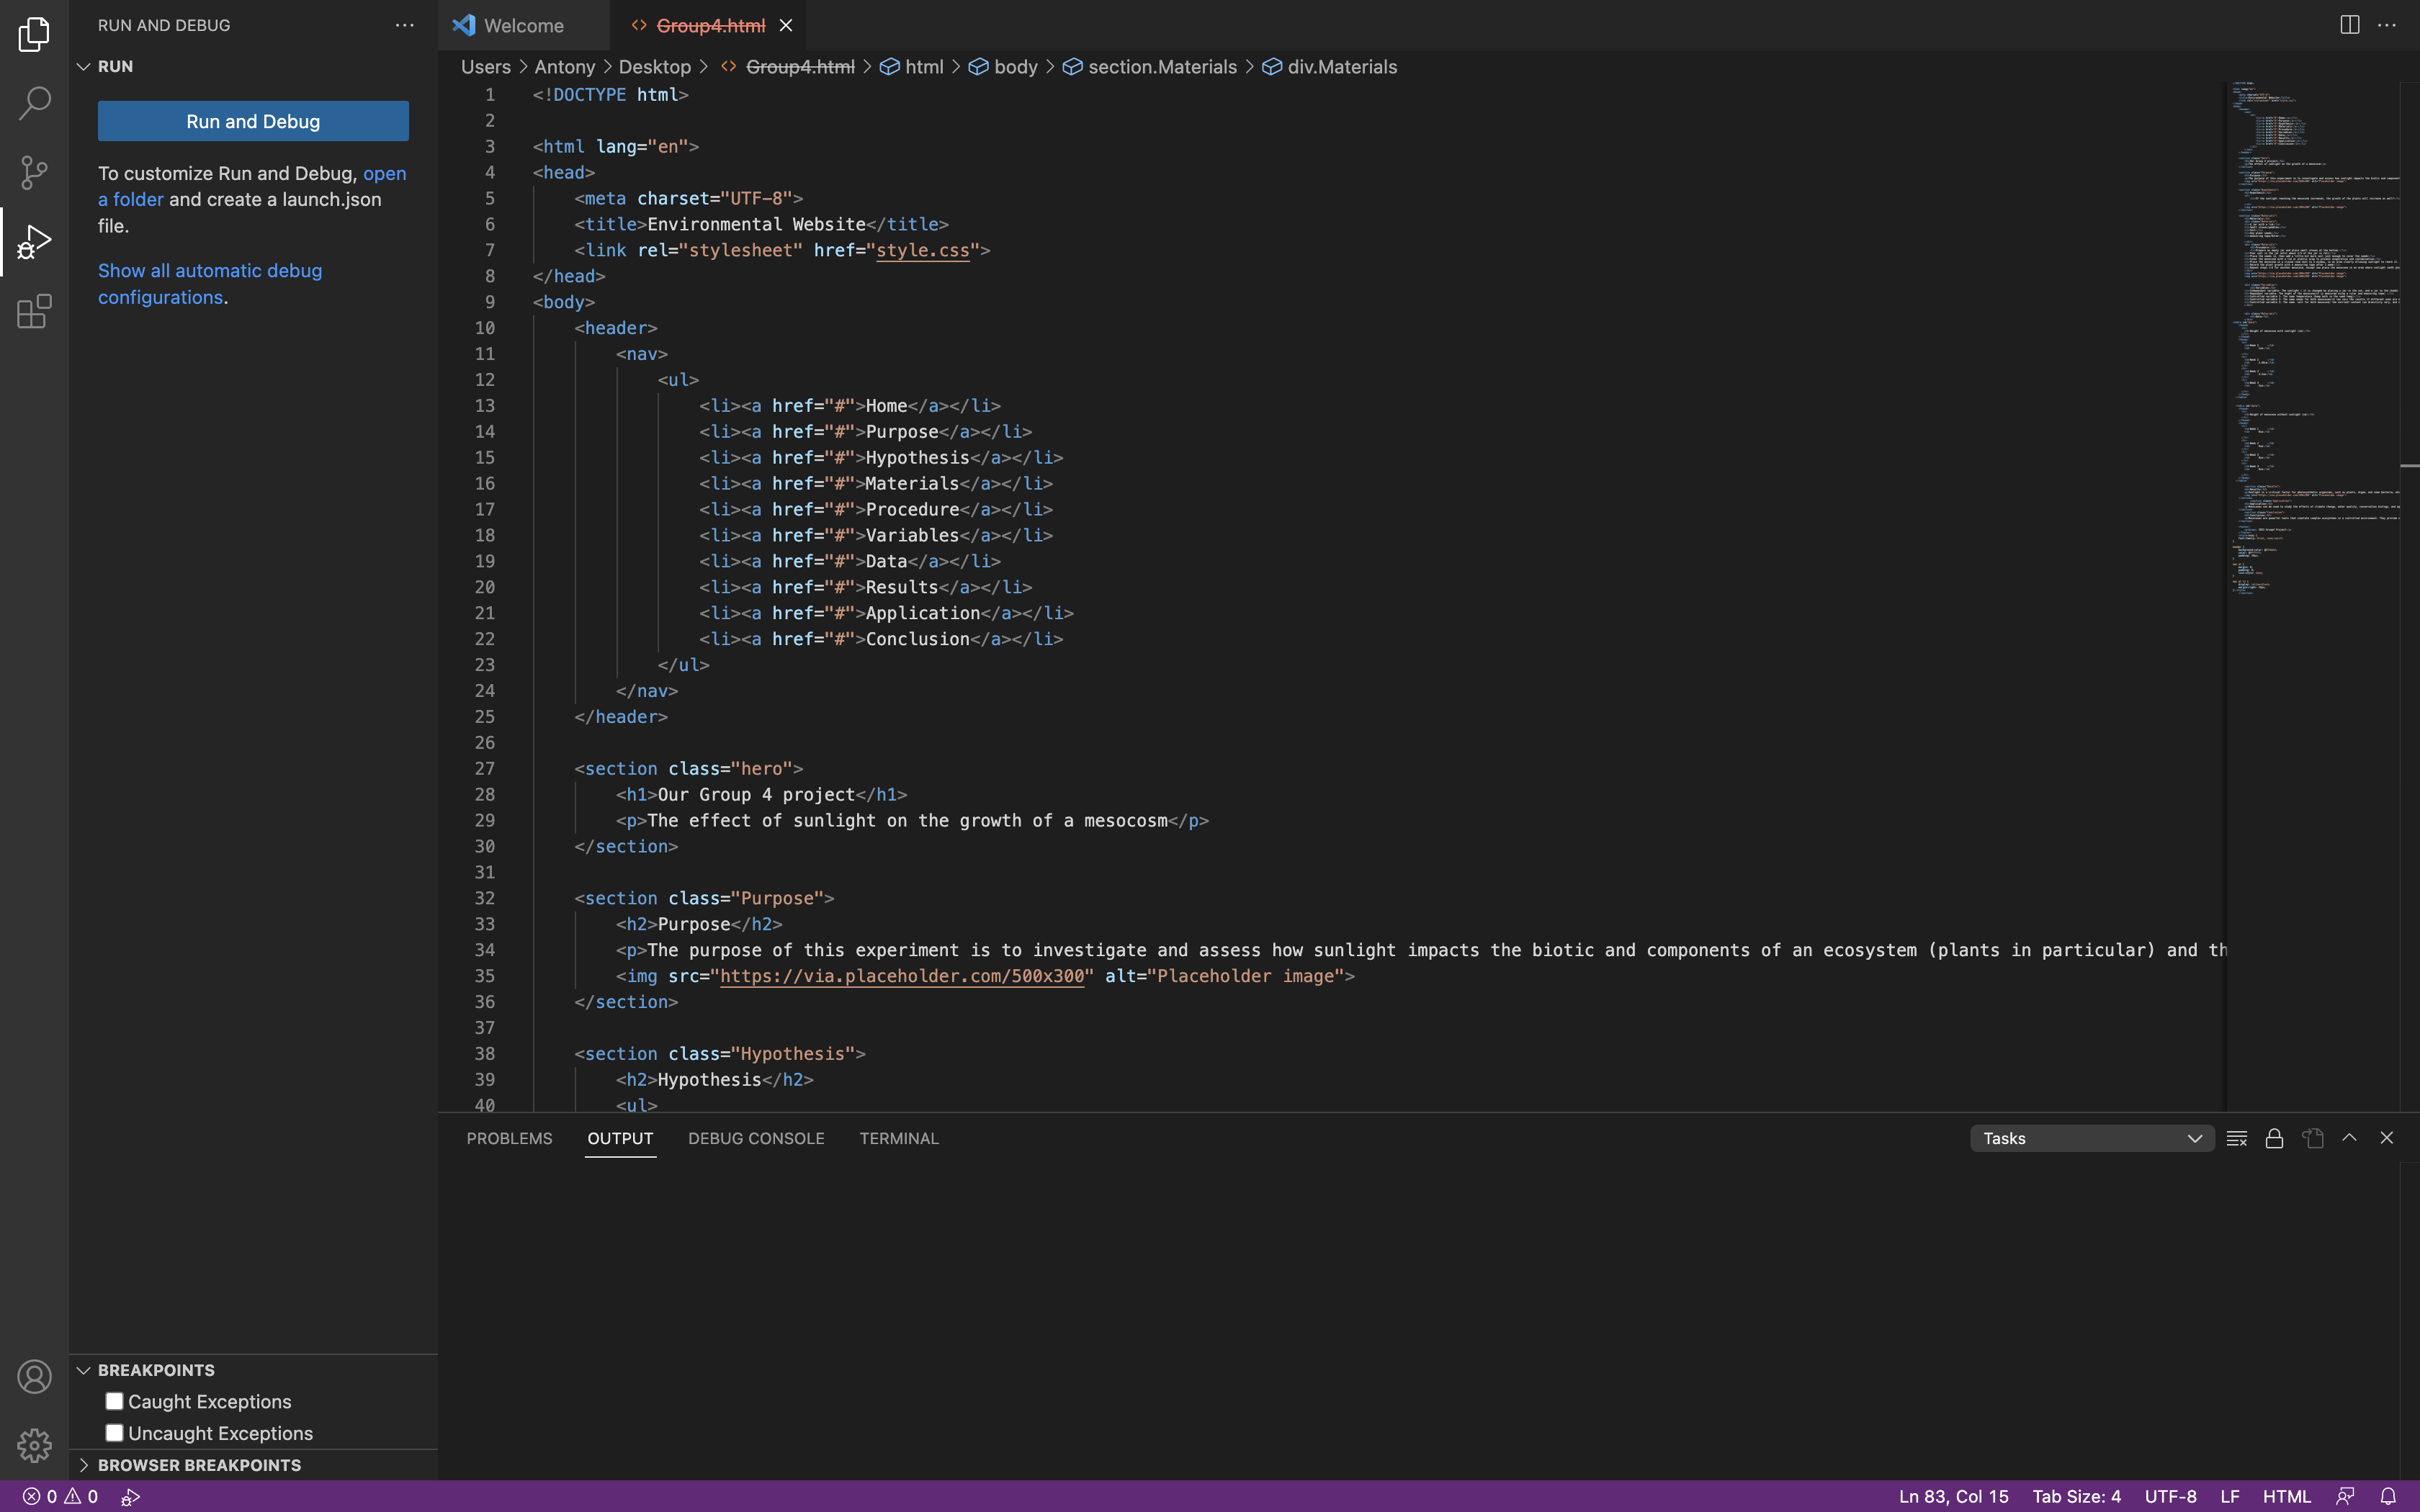 RUN AND DEBUG
RUN
Run and Debug
To customize Run and Debug, open
a folder and create a launch.json
file.
Show all automatic debug
configurations.
BREAKPOINTS
Caught Exceptions
Uncaught Exceptions
BROWSER BREAKPOINTS
Welcome
Group4.html
Users > Antony > Desktop > <> Group4.html > html > body > section.Materials > div.Materials
1 <!DOCTYPE html>
2
3 <html lang="en">
4 <head>
5     <meta charset="UTF-8">
6     <title>Environmental Website</title>
7     <link rel="stylesheet" href="style.css">
8 </head>
9 <body>
10     <header>
11         <nav>
12             <ul>
13                 <li><a href="#">Home</a></li>
14                 <li><a href="#">Purpose</a></li>
15                 <li><a href="#">Hypothesis</a></li>
16                 <li><a href="#">Materials</a></li>
17                 <li><a href="#">Procedure</a></li>
18                 <li><a href="#">Variables</a></li>
19                 <li><a href="#">Data</a></li>
20                 <li><a href="#">Results</a></li>
21                 <li><a href="#">Application</a></li>
22                 <li><a href="#">Conclusion</a></li>
23             </ul>
24         </nav>
25     </header>
26
27     <section class="hero">
28         <h1>Our Group 4 project</h1>
29         <p>The effect of sunlight on the growth of a mesocosm</p>
30     </section>
31
32     <section class="Purpose">
33         <h2>Purpose</h2>
34         <p>The purpose of this experiment is to investigate and assess how sunlight impacts the biotic and components of an ecosystem (plants in particular) and th
35         <img src="https://via.placeholder.com/500x300" alt="Placeholder image">
36     </section>
37
38     <section class="Hypothesis">
39         <h2>Hypothesis</h2>
40         <ul>
PROBLEMS OUTPUT DEBUG CONSOLE TERMINAL
Tasks
0 0
Ln 83, Col 15 Tab Size: 4 UTF-8 LF HTML